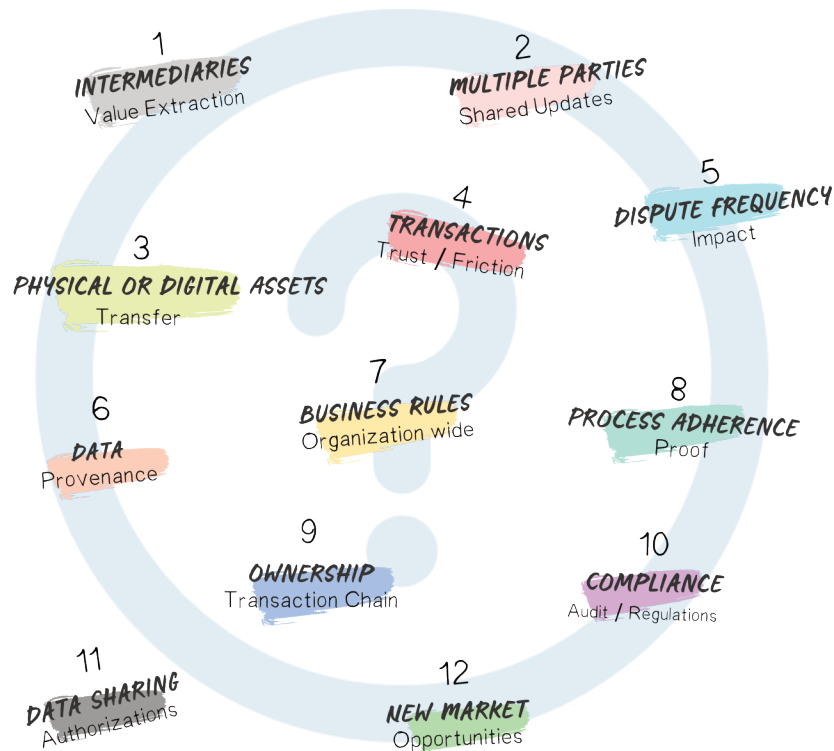 1
INTERMEDIARIES
Value Extraction
2
MULTIPLE PARTIES
Shared Updates
3
PHYSICAL OR DIGITAL ASSETS
Transfer
4
TRANSACTIONS
Trust / Friction
5
DISPUTE FREQUENCY
Impact
6
DATA
Provenance
7
BUSINESS RULES
Organization wide
8
PROCESS ADHERENCE
Proof
9
OWNERSHIP
Transaction Chain
10
COMPLIANCE
Audit / Regulations
11
DATA SHARING
Authorizations
12
NEW MARKET
Opportunities